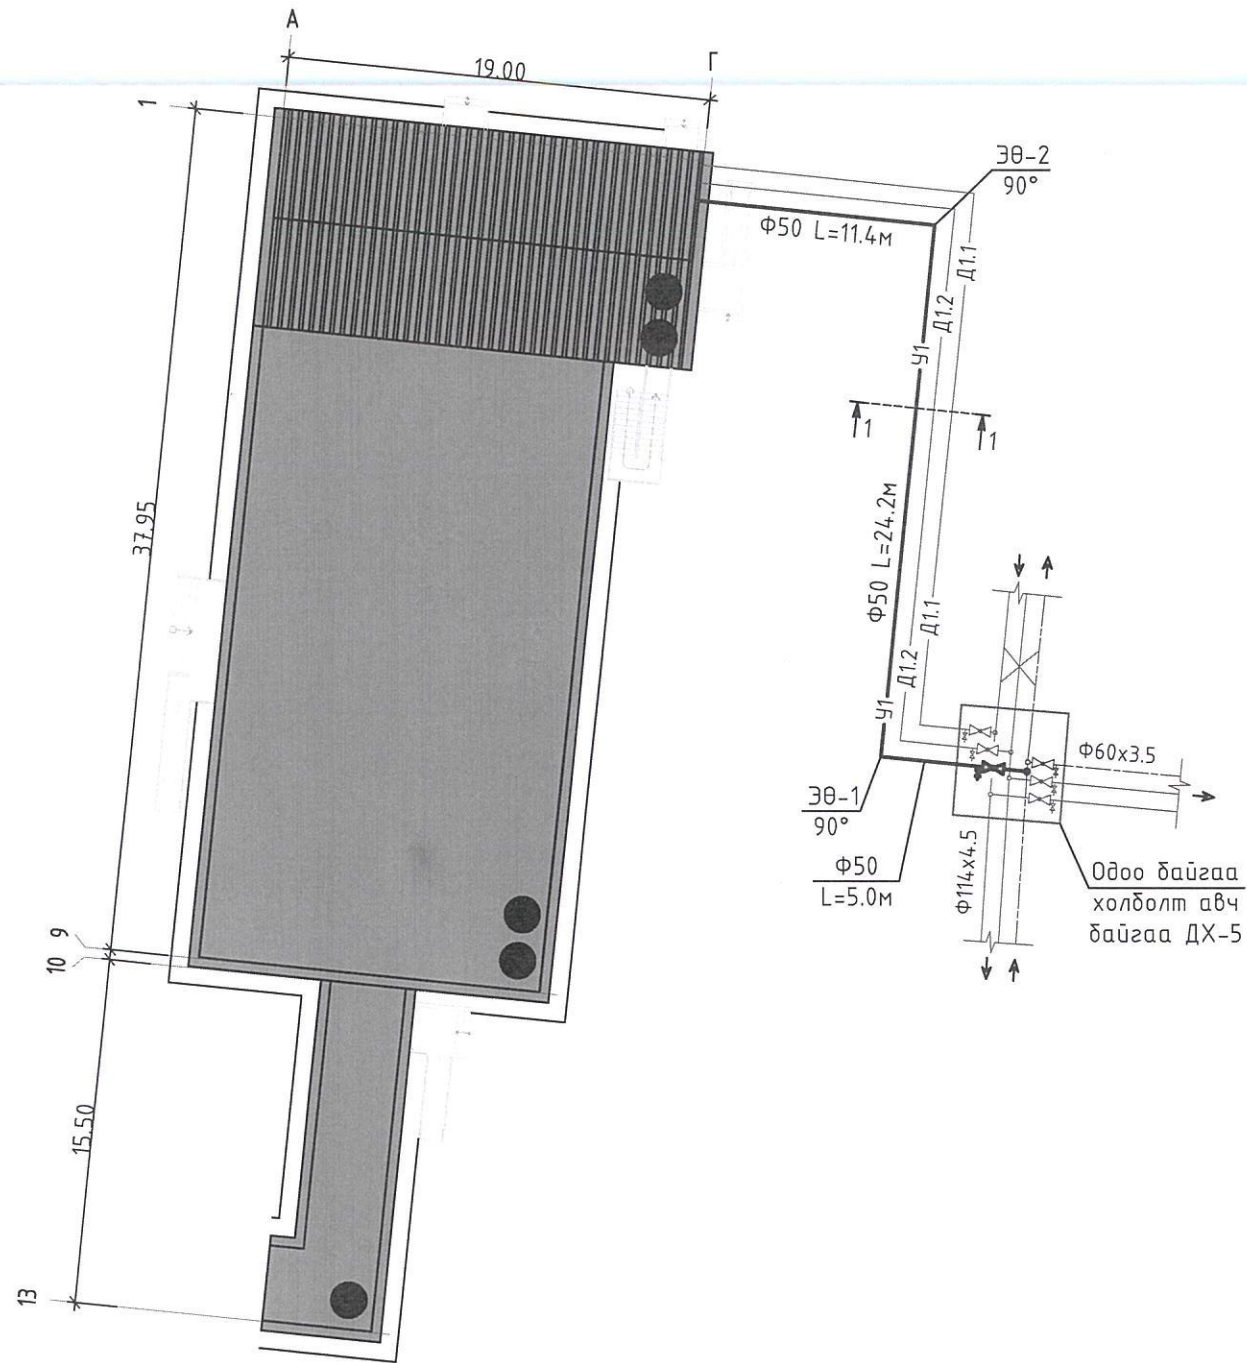 А
19.00
Г
1
ЭӨ-2
90°
Ф50 L=11.4м
Д1.1
Д1.2
У1
1
1
37.95
Ф50 L=24.2м
Д1.1
Д1.2
У1
Ф60х3.5
ЭӨ-1
90°
Ф50
L=5.0м
Ф114х4.5
Одоо байгаа
холболт авч
байгаа ДХ-5
9
10
15.50
13